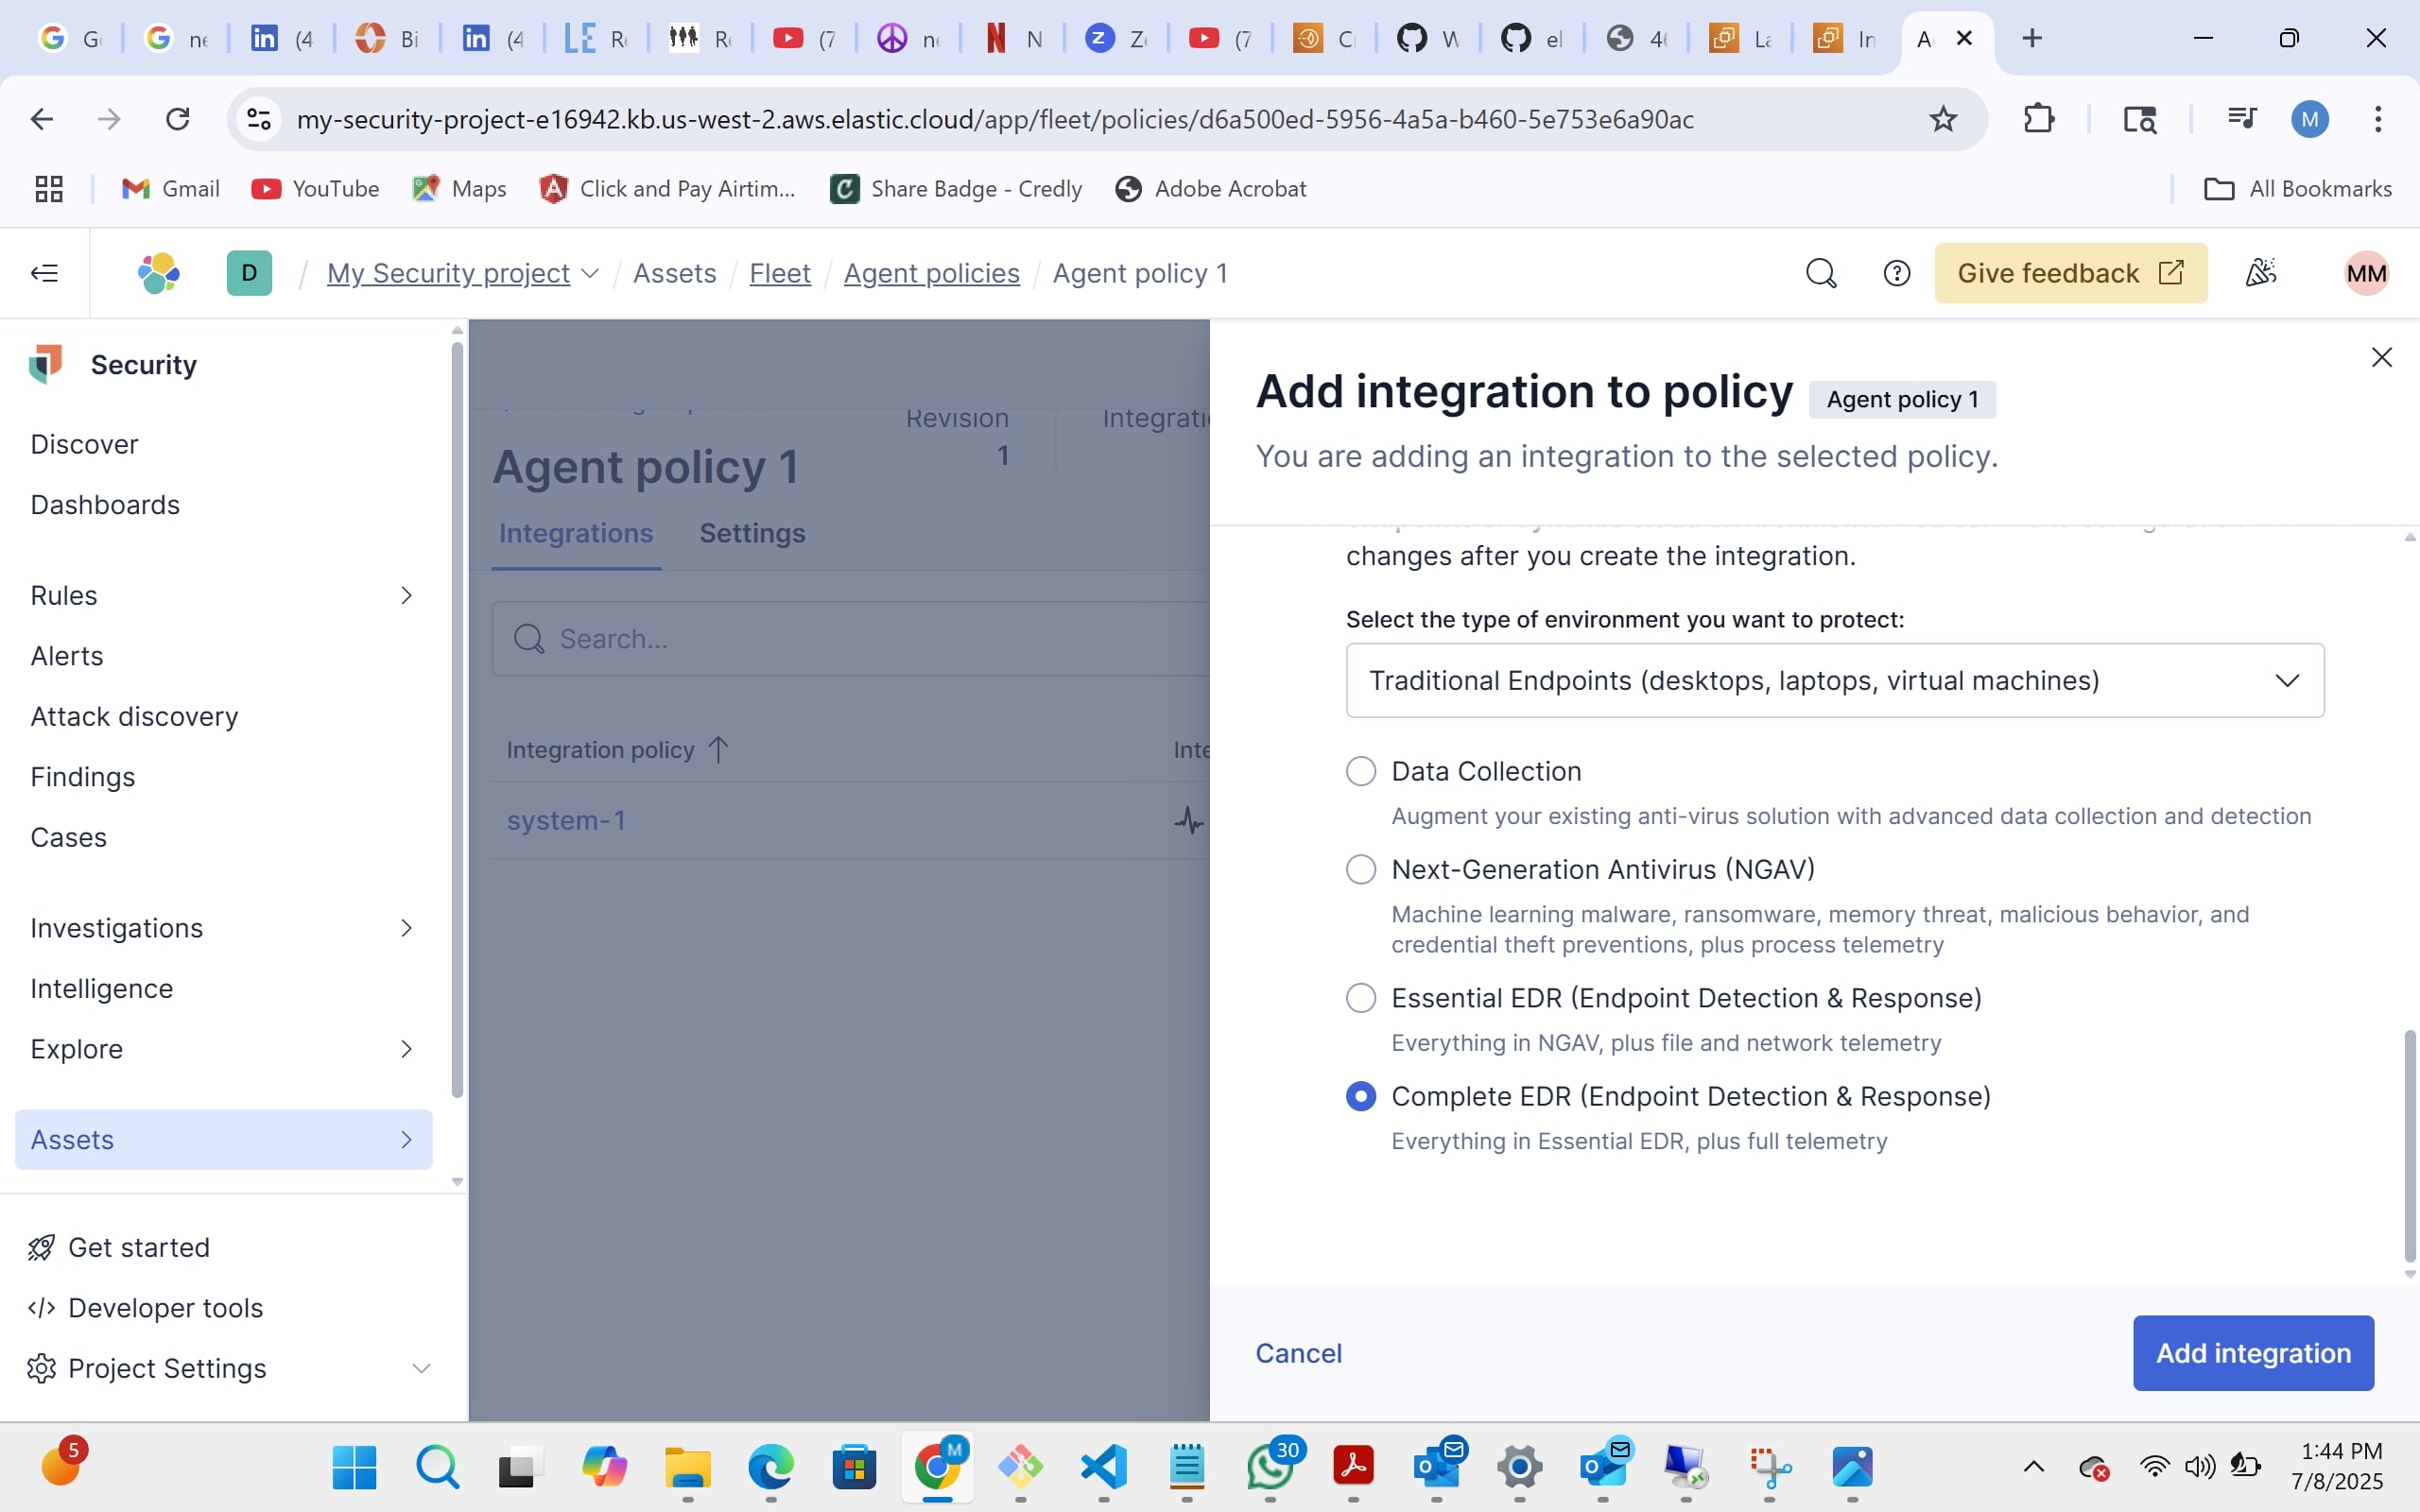 G
ne
(4
Bi
(4
R
R
(7
N
Z
(7
C
W
el
4
La
In
A
my-security-project-e16942.kb.us-west-2.aws.elastic.cloud/app/fleet/policies/d6a500ed-5956-4a5a-b460-5e753e6a90ac
M
Gmail
YouTube
Maps
Click and Pay Airtim...
Share Badge - Credly
Adobe Acrobat
All Bookmarks
D / My Security project / Assets / Fleet / Agent policies / Agent policy 1
Give feedback
MM
Security
Discover
Dashboards
Rules
Alerts
Attack discovery
Findings
Cases
Investigations
Intelligence
Explore
Assets
Get started
Developer tools
Project Settings
Revision
1
Agent policy 1
Integrations
Settings
Search...
Integration policy
system-1
Add integration to policy
Agent policy 1
You are adding an integration to the selected policy.
changes after you create the integration.
Select the type of environment you want to protect:
Traditional Endpoints (desktops, laptops, virtual machines)
Data Collection
Augment your existing anti-virus solution with advanced data collection and detection
Next-Generation Antivirus (NGAV)
Machine learning malware, ransomware, memory threat, malicious behavior, and
credential theft preventions, plus process telemetry
Essential EDR (Endpoint Detection & Response)
Everything in NGAV, plus file and network telemetry
Complete EDR (Endpoint Detection & Response)
Everything in Essential EDR, plus full telemetry
Cancel
Add integration
5
M
30
1:44 PM
7/8/2025